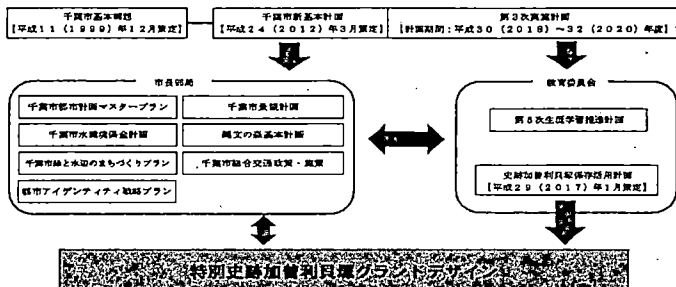 千葉市基本構想
【平成11（1999）年12月策定】
千葉市新基本計画
【平成24（2012）年3月策定】
第3次実施計画
【計画期間：平成30（2018）～32（2020）年度】
市長部局
千葉市都市計画マスタープラン
千葉市景観計画
千葉市水環境保全計画
縄文の森基本計画
千葉市緑と水辺のまちづくりプラン
千葉市総合交通政策・施策
都市アイデンティティ戦略プラン
教育委員会
第5次生涯学習推進計画
史跡加曽利貝塚保存活用計画
【平成29（2017）年1月策定】
特別史跡加曽利貝塚グランドデザイン